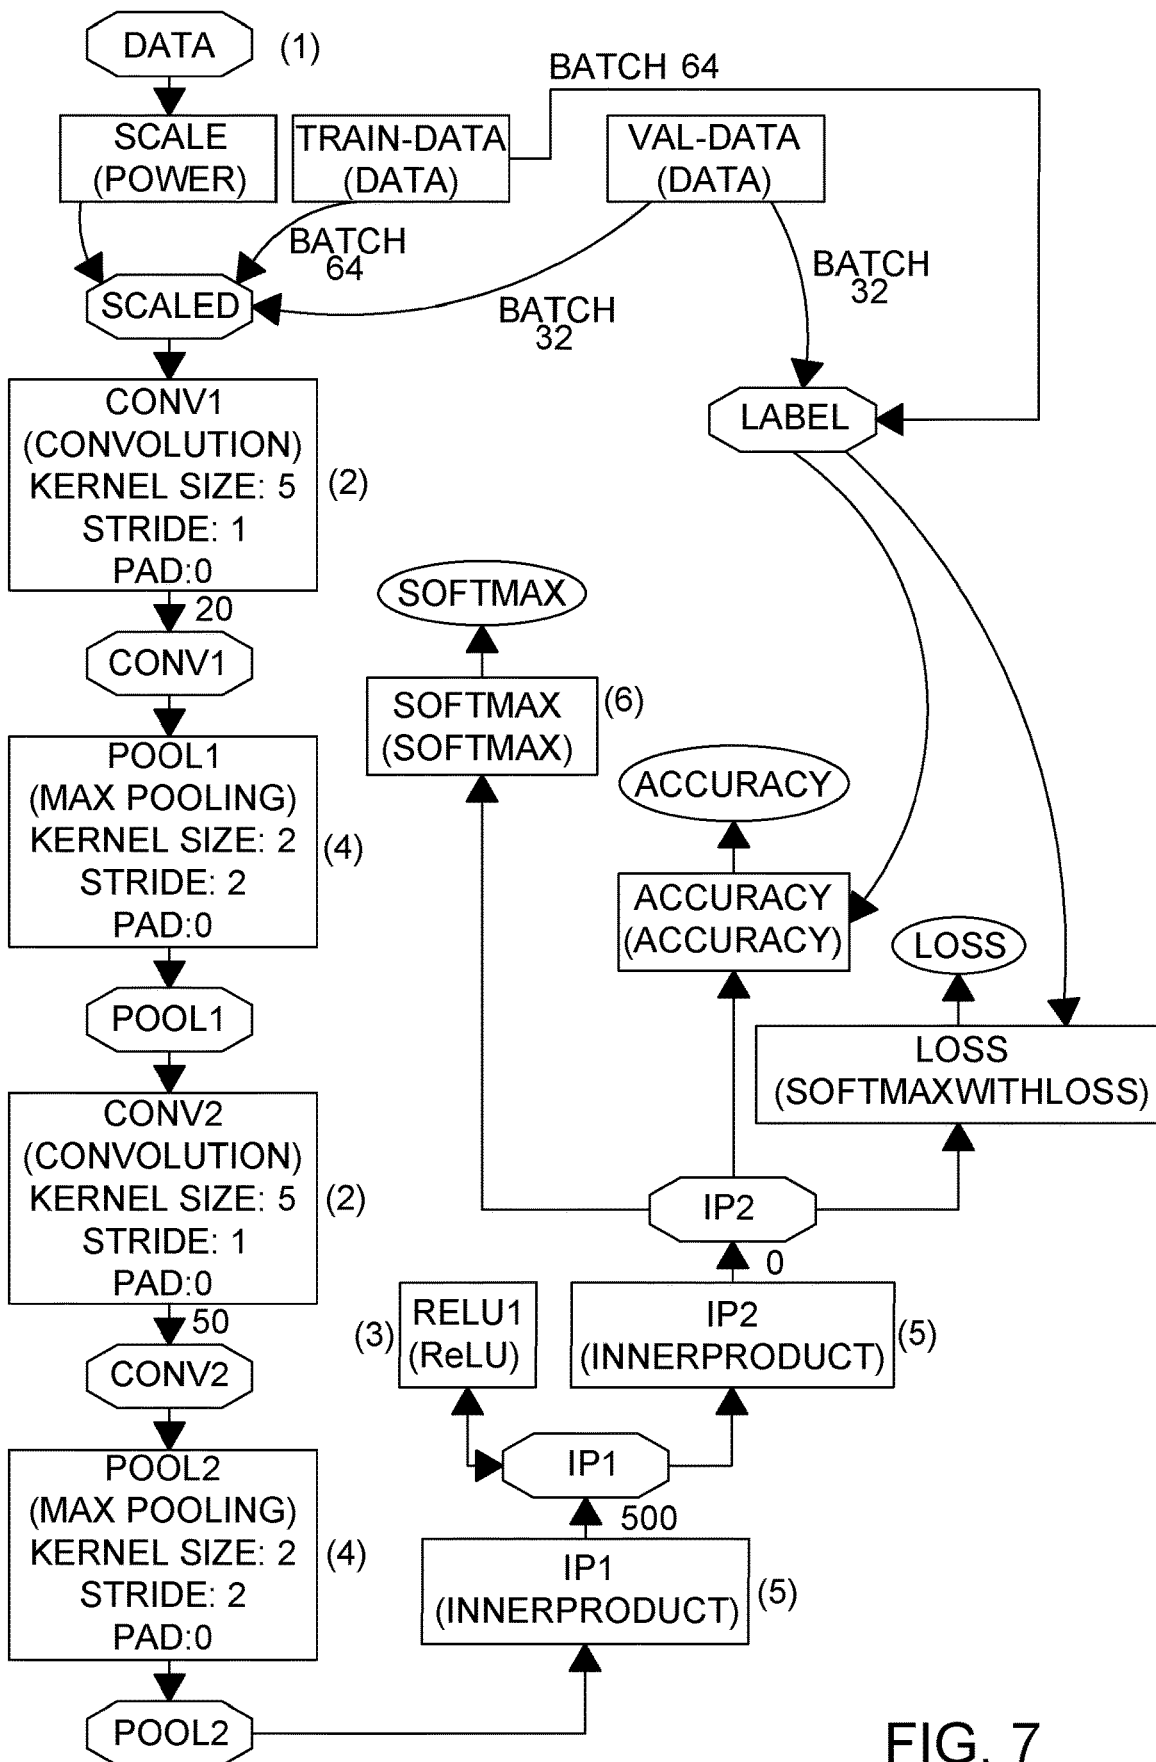 DATA
(1)
BATCH 64
SCALE
(POWER)
TRAIN-DATA
(DATA)
VAL-DATA
(DATA)
BATCH
64
BATCH
32
BATCH
32
SCALED
CONV1
(CONVOLUTION)
KERNEL SIZE: 5
STRIDE: 1
PAD:0
(2)
LABEL
20
CONV1
SOFTMAX
SOFTMAX
(SOFTMAX)
(6)
POOL1
(MAX POOLING)
KERNEL SIZE: 2
STRIDE: 2
PAD:0
(4)
ACCURACY
ACCURACY
(ACCURACY)
LOSS
POOL1
LOSS
(SOFTMAXWITHLOSS)
CONV2
(CONVOLUTION)
KERNEL SIZE: 5
STRIDE: 1
PAD:0
(2)
IP2
0
50
CONV2
(3)
RELU1
(ReLU)
IP2
(INNERPRODUCT)
(5)
POOL2
(MAX POOLING)
KERNEL SIZE: 2
STRIDE: 2
PAD:0
(4)
IP1
500
IP1
(INNERPRODUCT)
(5)
POOL2
FIG. 7